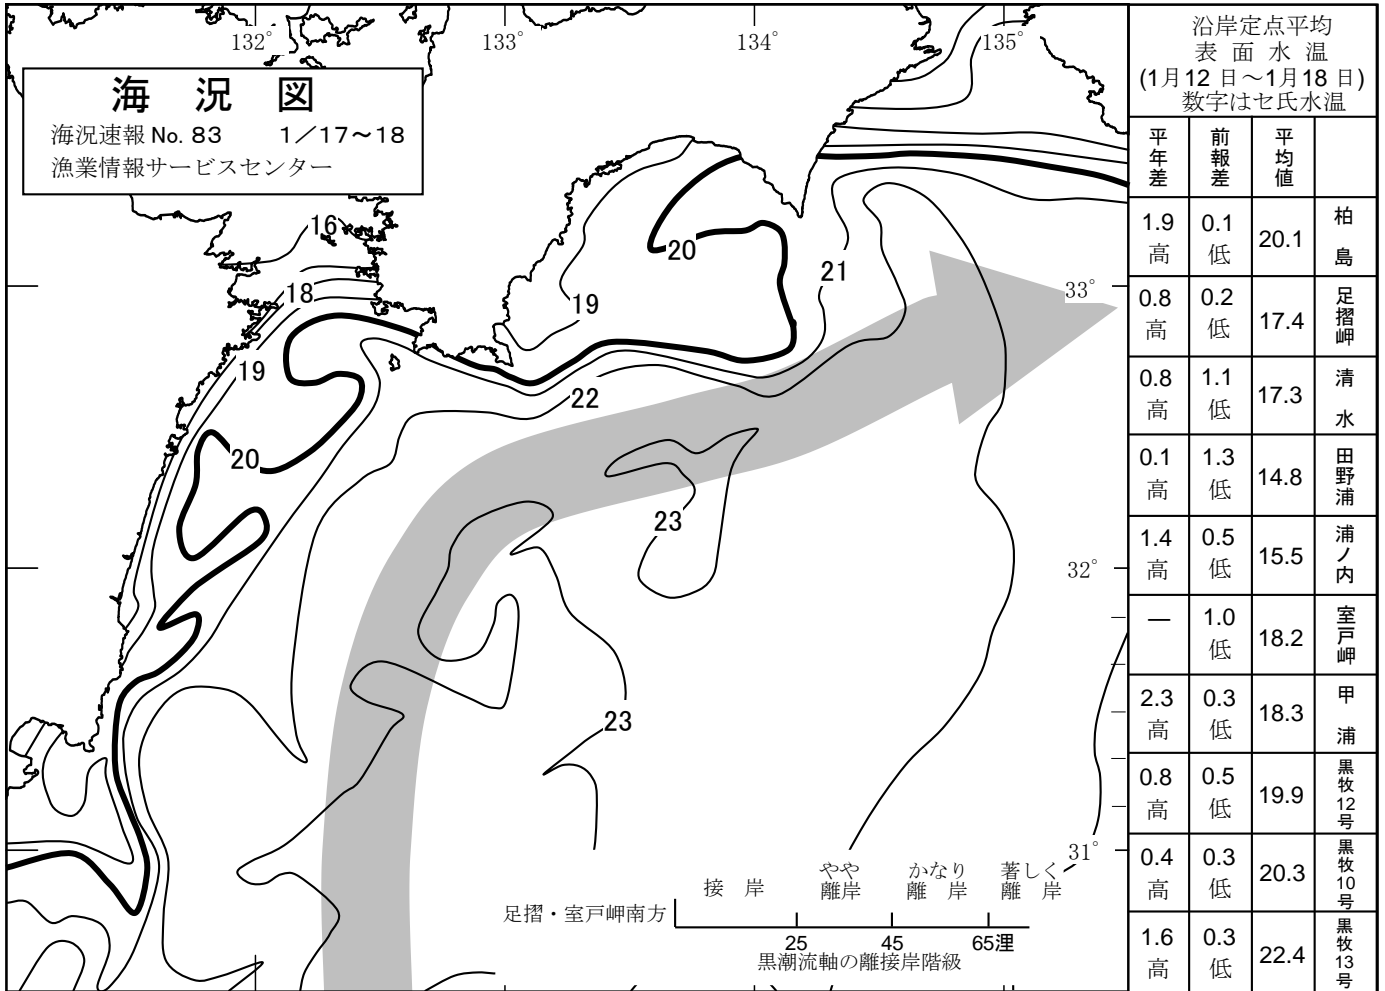 132°
133°
134°
135°
海 況 図
海況速報 No. 83 1／17～18
漁業情報サービスセンター
16
18
19
20
20
19
21
22
23
23
33°
32°
31°
接 岸
やや
離岸
かなり
離 岸
著しく
離 岸
足摺・室戸岬南方
25 45 65浬
黒潮流軸の離接岸階級
沿岸定点平均
表 面 水 温
(1月12 日～1月18 日)
数字はセ氏水温
平年差 前報差 平均値
1.9高 0.1低 20.1 柏島
0.8高 0.2低 17.4 足摺岬
0.8高 1.1低 17.3 清水
0.1高 1.3低 14.8 田野浦
1.4高 0.5低 15.5 浦ノ内
— 1.0低 18.2 室戸岬
2.3高 0.3低 18.3 甲浦
0.8高 0.5低 19.9 黒牧12号
0.4高 0.3低 20.3 黒牧10号
1.6高 0.3低 22.4 黒牧13号